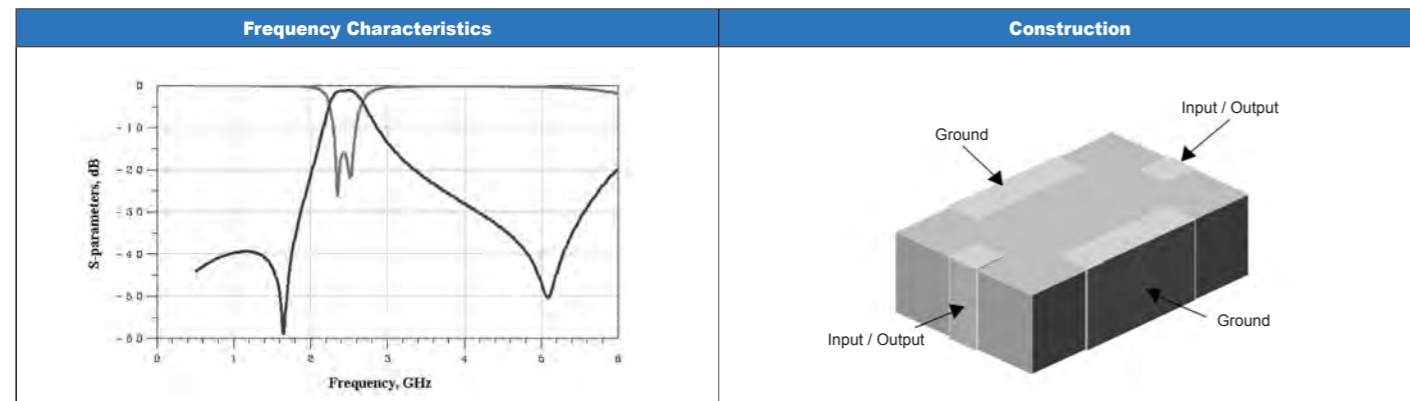 Frequency Characteristics
Construction
0
-10
-20
-30
-40
-50
-60
S-parameters, dB
0 1 2 3 4 5 6
Frequency, GHz
Ground
Input / Output
Input / Output
Ground